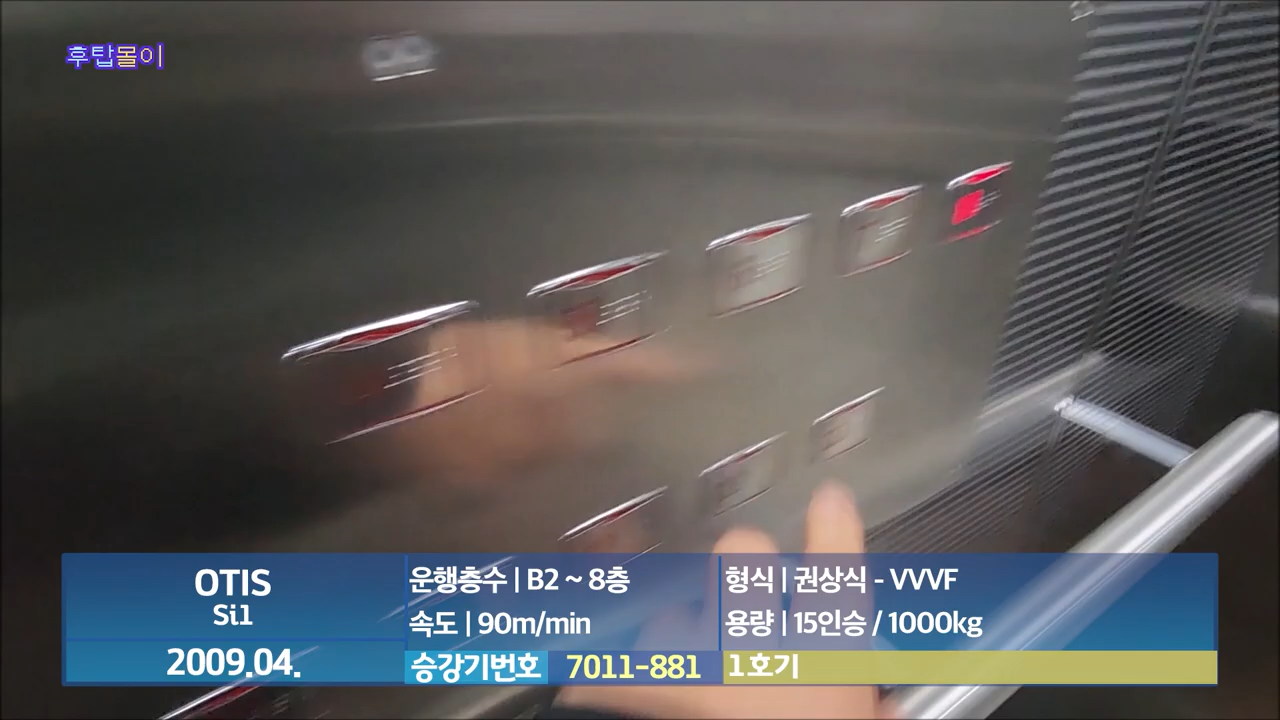 후탑몰이
OTIS
Si1
2009.04.
운행층수 | B2 ~ 8층
속도 | 90m/min
형식 | 권상식 - VVVF
용량 | 15인승 / 1000kg
승강기번호 7011-881 1호기